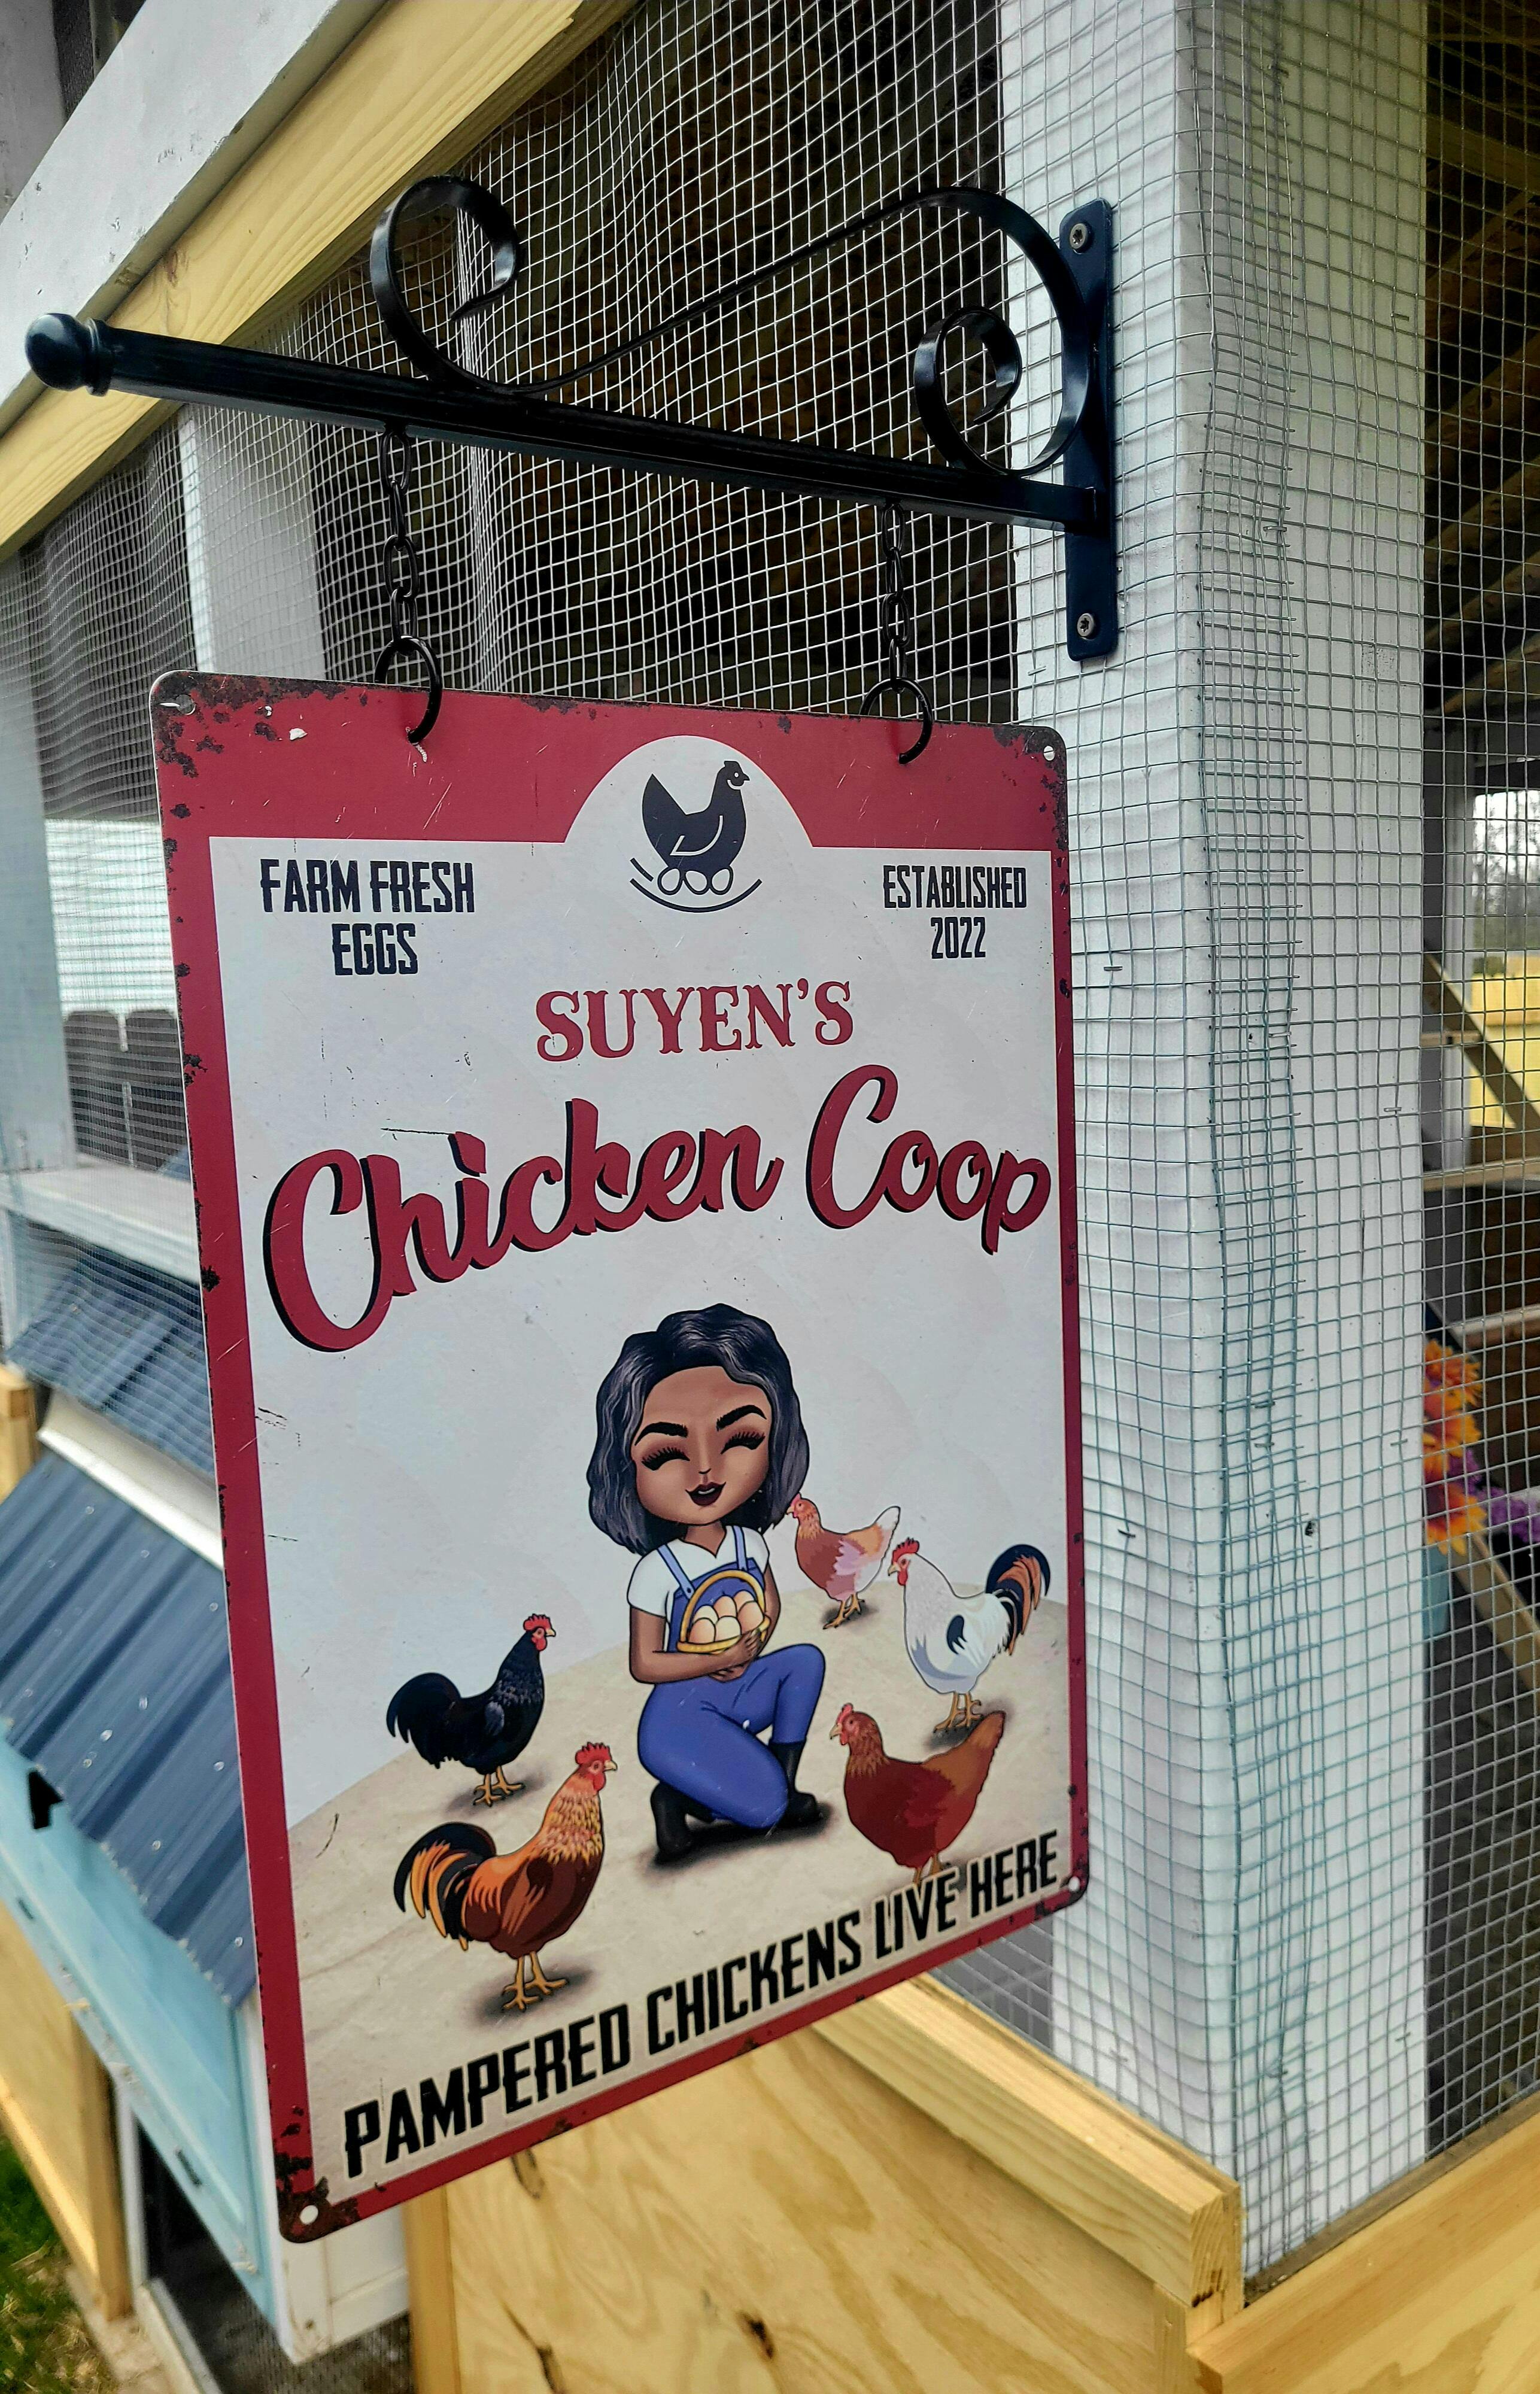 FARM FRESH
EGGS
ESTABLISHED
2022
SUYEN'S
Chicken Coop
PAMPERED CHICKENS LIVE HERE